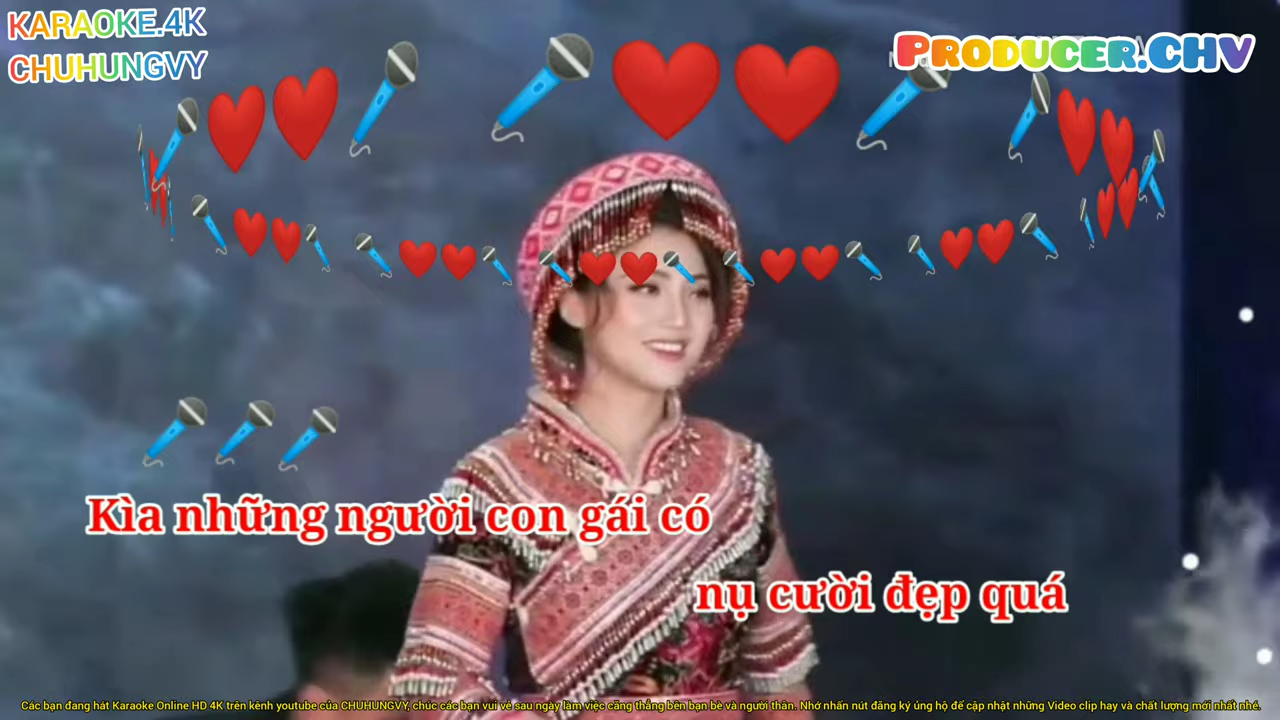 KARAOKE.4K
CHUHUNGVY
PRODUCER.CHV
Kìa những người con gái có
nụ cười đẹp quá
Các bạn đang hát Karaoke Online HD 4K trên kênh youtube của CHUHUNGVY, chúc các bạn vui vẻ sau ngày làm việc căng thẳng bên bạn bè và người thân. Nhớ nhấn nút đăng ký ủng hộ để cập nhật những Video clip hay và chất lượng mới nhất nhé.